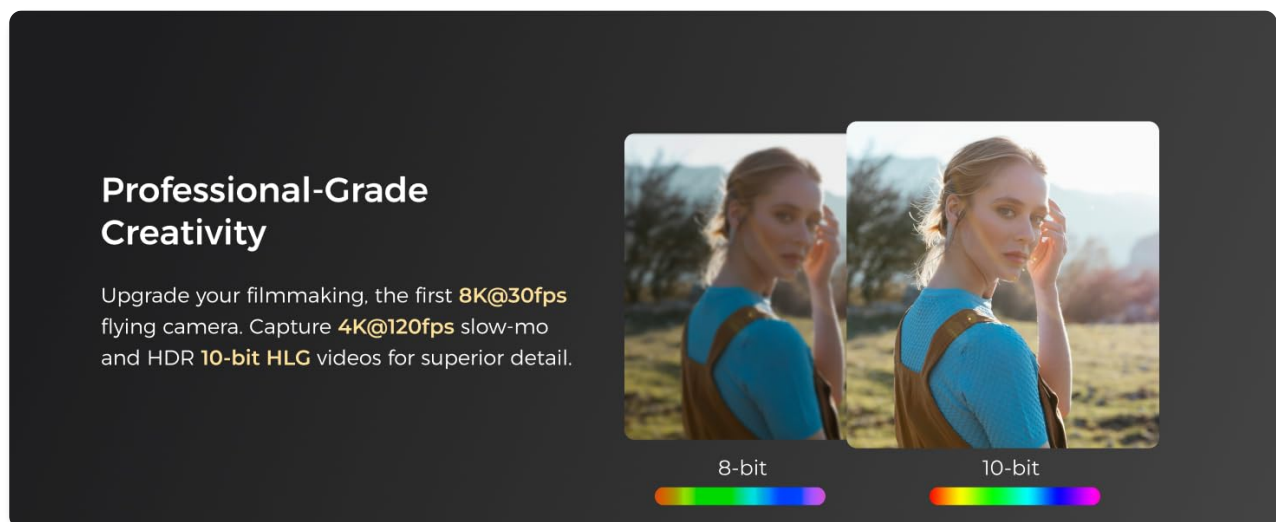 Professional-Grade
Creativity
Upgrade your filmmaking, the first 8K@30fps
flying camera. Capture 4K@120fps slow-mo
and HDR 10-bit HLG videos for superior detail.
8-bit
10-bit